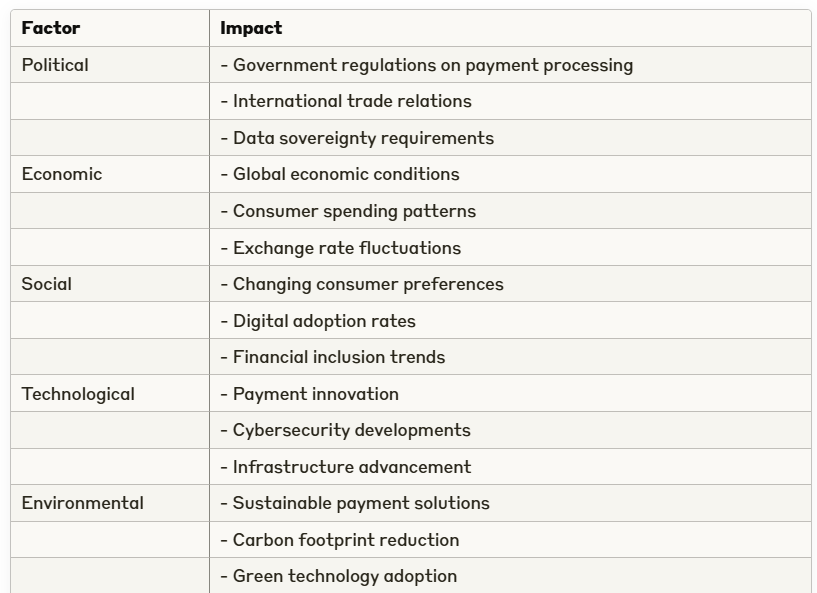 Factor Impact
Political - Government regulations on payment processing
- International trade relations
- Data sovereignty requirements
Economic - Global economic conditions
- Consumer spending patterns
- Exchange rate fluctuations
Social - Changing consumer preferences
- Digital adoption rates
- Financial inclusion trends
Technological - Payment innovation
- Cybersecurity developments
- Infrastructure advancement
Environmental - Sustainable payment solutions
- Carbon footprint reduction
- Green technology adoption